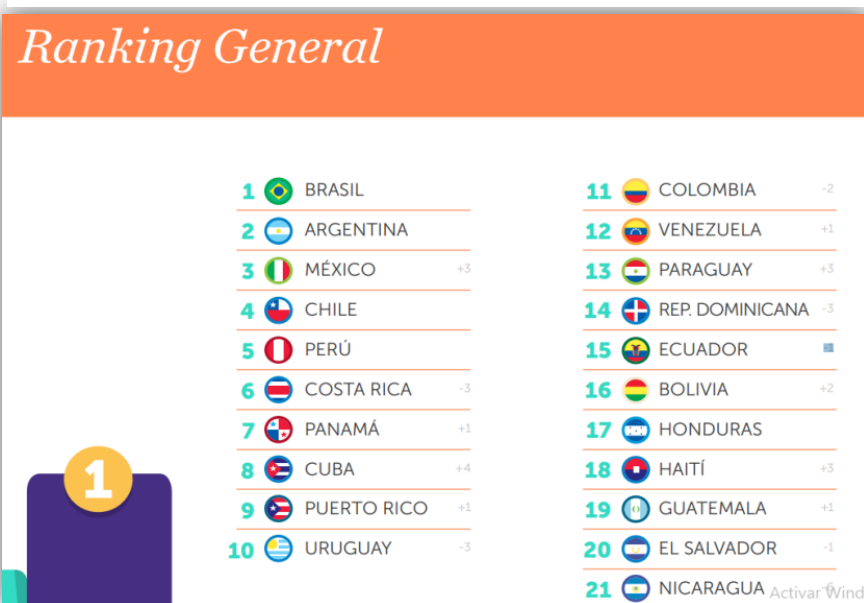 Ranking General
1 BRASIL
2 ARGENTINA
3 MÉXICO +3
4 CHILE
5 PERÚ
6 COSTA RICA -3
7 PANAMÁ +1
8 CUBA +4
9 PUERTO RICO +1
10 URUGUAY -3
11 COLOMBIA -2
12 VENEZUELA +1
13 PARAGUAY +3
14 REP. DOMINICANA -3
15 ECUADOR
16 BOLIVIA +2
17 HONDURAS
18 HAITÍ +3
19 GUATEMALA +1
20 EL SALVADOR -1
21 NICARAGUA -6
1
Activar Wind